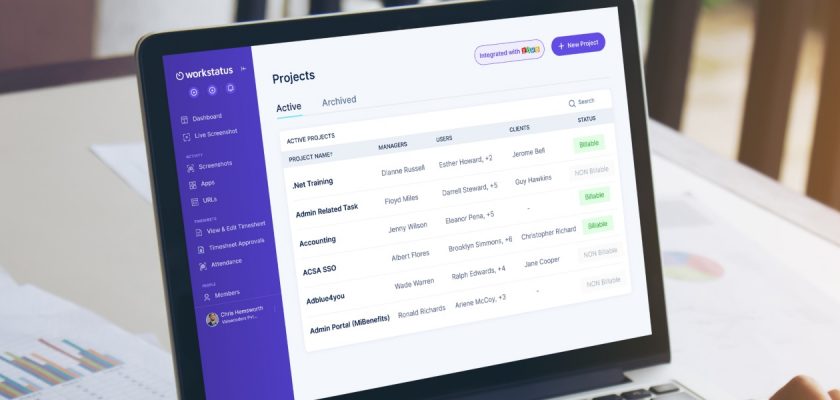 workstatus
Dashboard
Live Screenshot
ACTIVITY
Screenshots
Apps
URLs
TIMESHEETS
View & Edit Timesheet
Timesheet Approvals
Attendance
PEOPLE
Members
Chris Hemsworth
Projects
Integrated with ZOHO
+ New Project
Active Archived
ACTIVE PROJECTS Search
PROJECT NAME↑ MANAGERS USERS CLIENTS STATUS
.Net Training Dianne Russell Esther Howard, +2 Jerome Bell Billable
Admin Related Task Floyd Miles Darrell Steward, +5 Guy Hawkins NON Billable
Accounting Jenny Wilson Eleanor Pena, +5 - Billable
ACSA SSO Albert Flores Brooklyn Simmons, +6 Christopher Richard Billable
Adblue4you Wade Warren Ralph Edwards, +4 Jane Cooper NON Billable
Admin Portal (MiBenefits) Ronald Richards Arlene McCoy, +3 - NON Billable